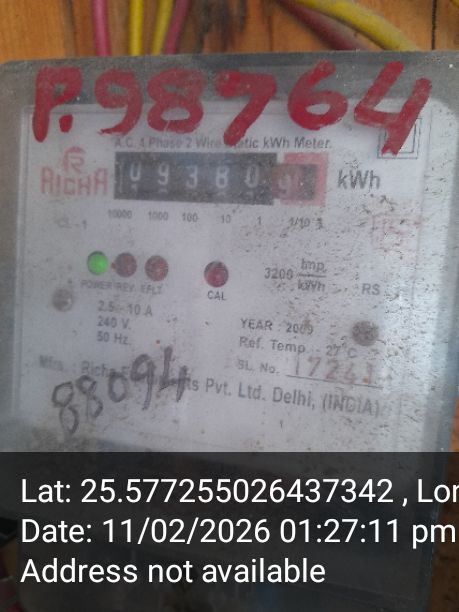 P.98764
A.C. 1 Phase 2 Wire Static kWh Meter.
RICHA
09380 kWh
CL-1 10000 1000 100 10 1 1/10
POWER REV E.F.L.T.
CAL
3200 Imp/kWh
RS
2.5 - 10 A
240 V.
50 Hz.
YEAR : 2009
Ref. Temp. 27°C
SL. No.
Mfrs. : Richa Pvt. Ltd. Delhi, (INDIA)
88094
Lat: 25.577255026437342 , Lon
Date: 11/02/2026 01:27:11 pm
Address not available